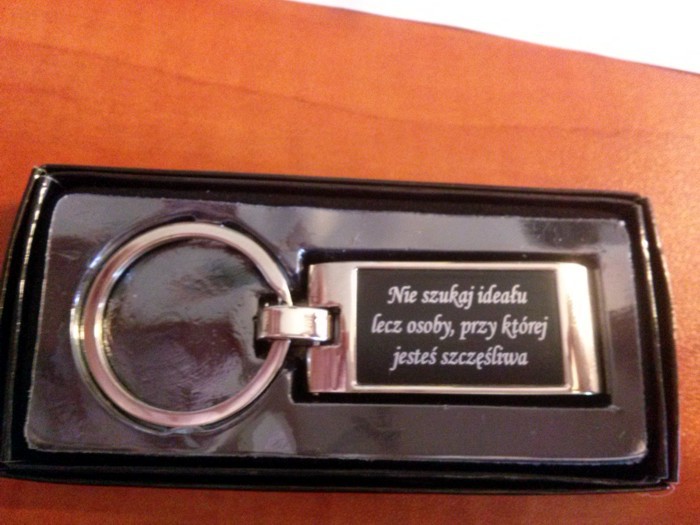 Nie szukaj ideału
lecz osoby, przy której
jesteś szczęśliwa